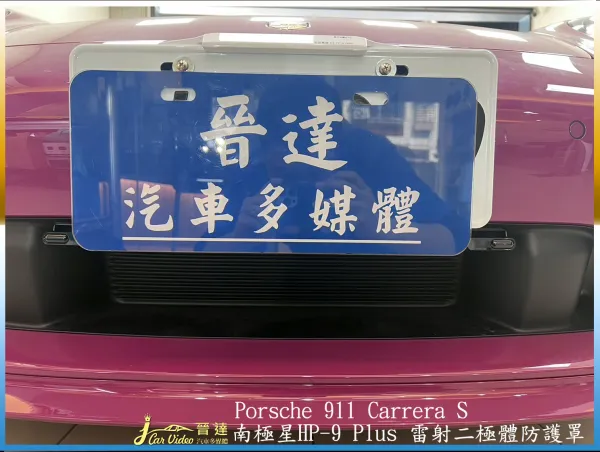 晉達
汽車多媒體
Porsche 911 Carrera S
Car Video 晉達 汽車多媒體
南極星HP-9 Plus 雷射二極體防護罩